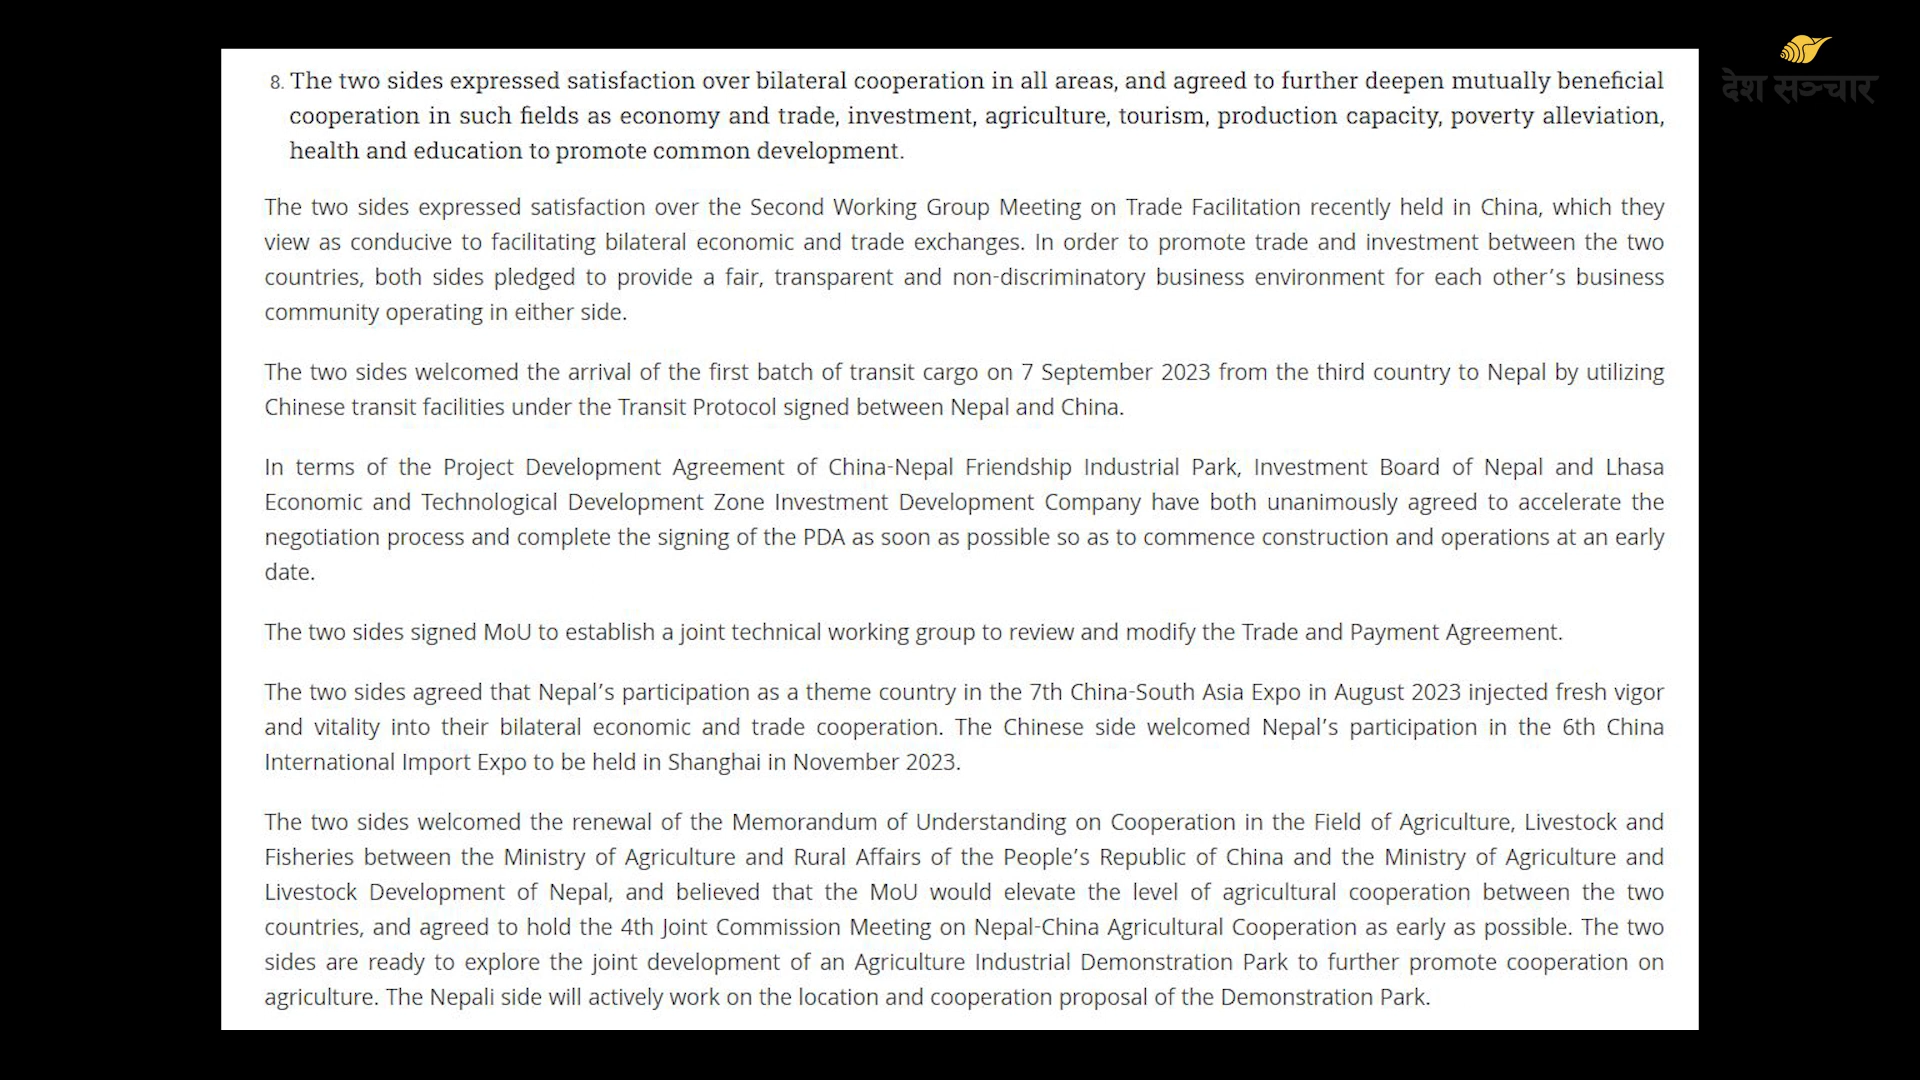 देश सञ्चार
8. The two sides expressed satisfaction over bilateral cooperation in all areas, and agreed to further deepen mutually beneficial
cooperation in such fields as economy and trade, investment, agriculture, tourism, production capacity, poverty alleviation,
health and education to promote common development.
The two sides expressed satisfaction over the Second Working Group Meeting on Trade Facilitation recently held in China, which they
view as conducive to facilitating bilateral economic and trade exchanges. In order to promote trade and investment between the two
countries, both sides pledged to provide a fair, transparent and non-discriminatory business environment for each other’s business
community operating in either side.
The two sides welcomed the arrival of the first batch of transit cargo on 7 September 2023 from the third country to Nepal by utilizing
Chinese transit facilities under the Transit Protocol signed between Nepal and China.
In terms of the Project Development Agreement of China-Nepal Friendship Industrial Park, Investment Board of Nepal and Lhasa
Economic and Technological Development Zone Investment Development Company have both unanimously agreed to accelerate the
negotiation process and complete the signing of the PDA as soon as possible so as to commence construction and operations at an early
date.
The two sides signed MoU to establish a joint technical working group to review and modify the Trade and Payment Agreement.
The two sides agreed that Nepal’s participation as a theme country in the 7th China-South Asia Expo in August 2023 injected fresh vigor
and vitality into their bilateral economic and trade cooperation. The Chinese side welcomed Nepal’s participation in the 6th China
International Import Expo to be held in Shanghai in November 2023.
The two sides welcomed the renewal of the Memorandum of Understanding on Cooperation in the Field of Agriculture, Livestock and
Fisheries between the Ministry of Agriculture and Rural Affairs of the People’s Republic of China and the Ministry of Agriculture and
Livestock Development of Nepal, and believed that the MoU would elevate the level of agricultural cooperation between the two
countries, and agreed to hold the 4th Joint Commission Meeting on Nepal-China Agricultural Cooperation as early as possible. The two
sides are ready to explore the joint development of an Agriculture Industrial Demonstration Park to further promote cooperation on
agriculture. The Nepali side will actively work on the location and cooperation proposal of the Demonstration Park.